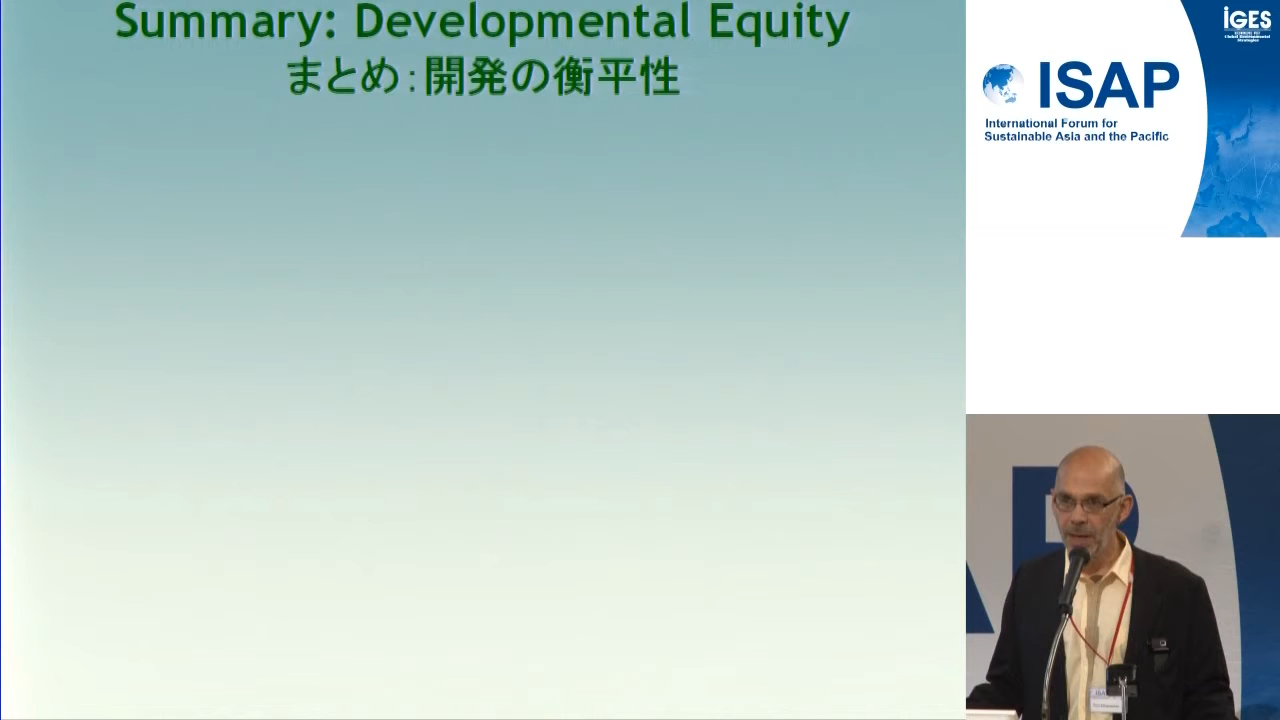 Summary: Developmental Equity
まとめ：開発の衡平性
iGES
ISAP
International Forum for
Sustainable Asia and the Pacific